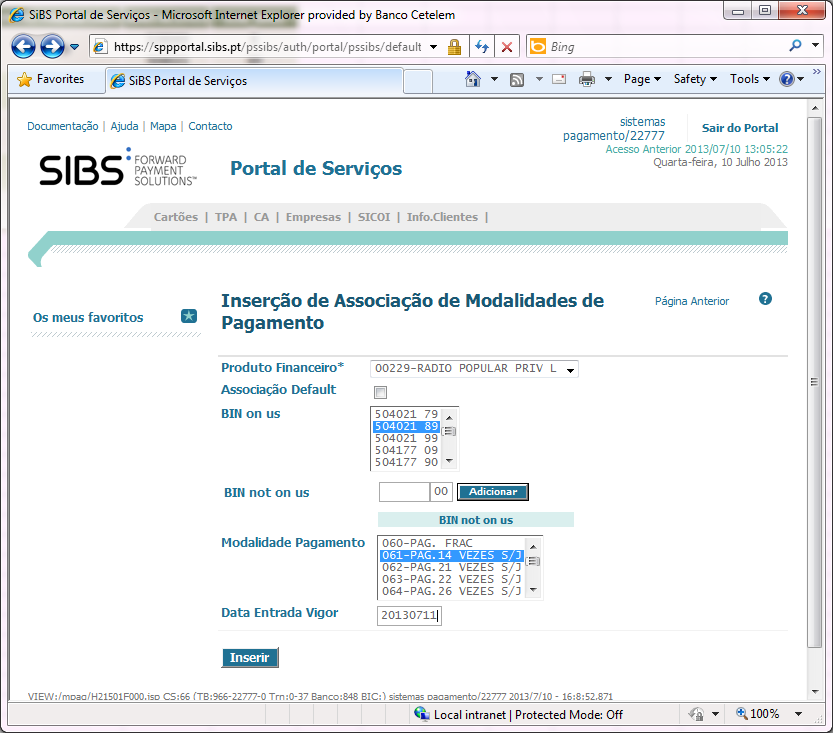 SiBS Portal de Serviços - Microsoft Internet Explorer provided by Banco Cetelem
https://sppportal.sibs.pt/pssibs/auth/portal/pssibs/default
Bing
Favorites
SiBS Portal de Serviços
Page
Safety
Tools
Documentação | Ajuda | Mapa | Contacto
sistemas
pagamento/22777
Sair do Portal
Acesso Anterior 2013/07/10 13:05:22
Quarta-feira, 10 Julho 2013
SIBS FORWARD
PAYMENT
SOLUTIONS™
Portal de Serviços
Cartões | TPA | CA | Empresas | SICOI | Info.Clientes |
Os meus favoritos
Inserção de Associação de Modalidades de
Pagamento
Página Anterior
?
Produto Financeiro*
00229-RADIO POPULAR PRIV L
Associação Default
BIN on us
504021 79
504021 89
504021 99
504177 09
504177 90
BIN not on us
00
Adicionar
BIN not on us
Modalidade Pagamento
060-PAG. FRAC
061-PAG.14 VEZES S/J
062-PAG.21 VEZES S/J
063-PAG.22 VEZES S/J
064-PAG.26 VEZES S/J
Data Entrada Vigor
20130711
Inserir
VIEW:/mpag/H21501F000.jsp CS:66 (TB:966-22777-0 Trn:0-37 Banco:848 BIC:) sistemas pagamento/22777 2013/7/10 - 16:8:52.871
Local intranet | Protected Mode: Off
100%